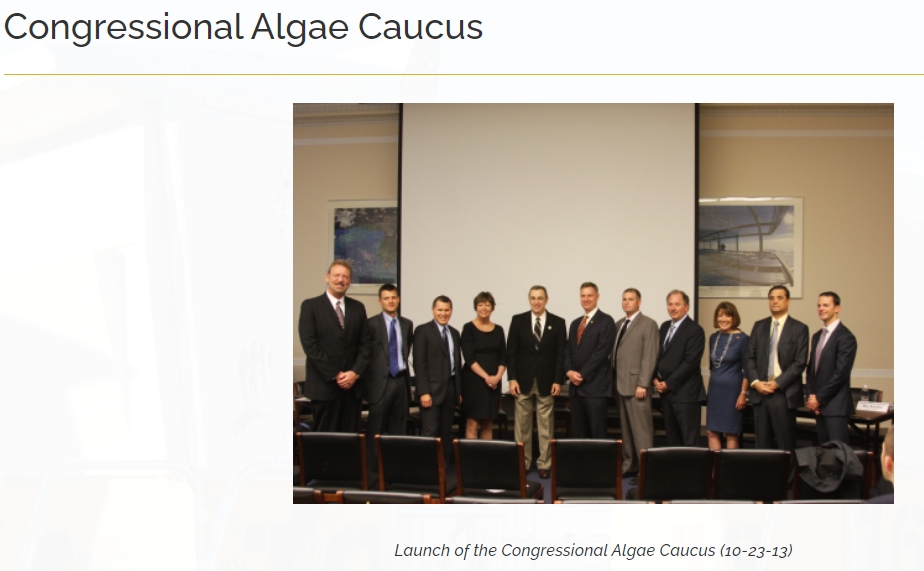 Congressional Algae Caucus
Launch of the Congressional Algae Caucus (10-23-13)